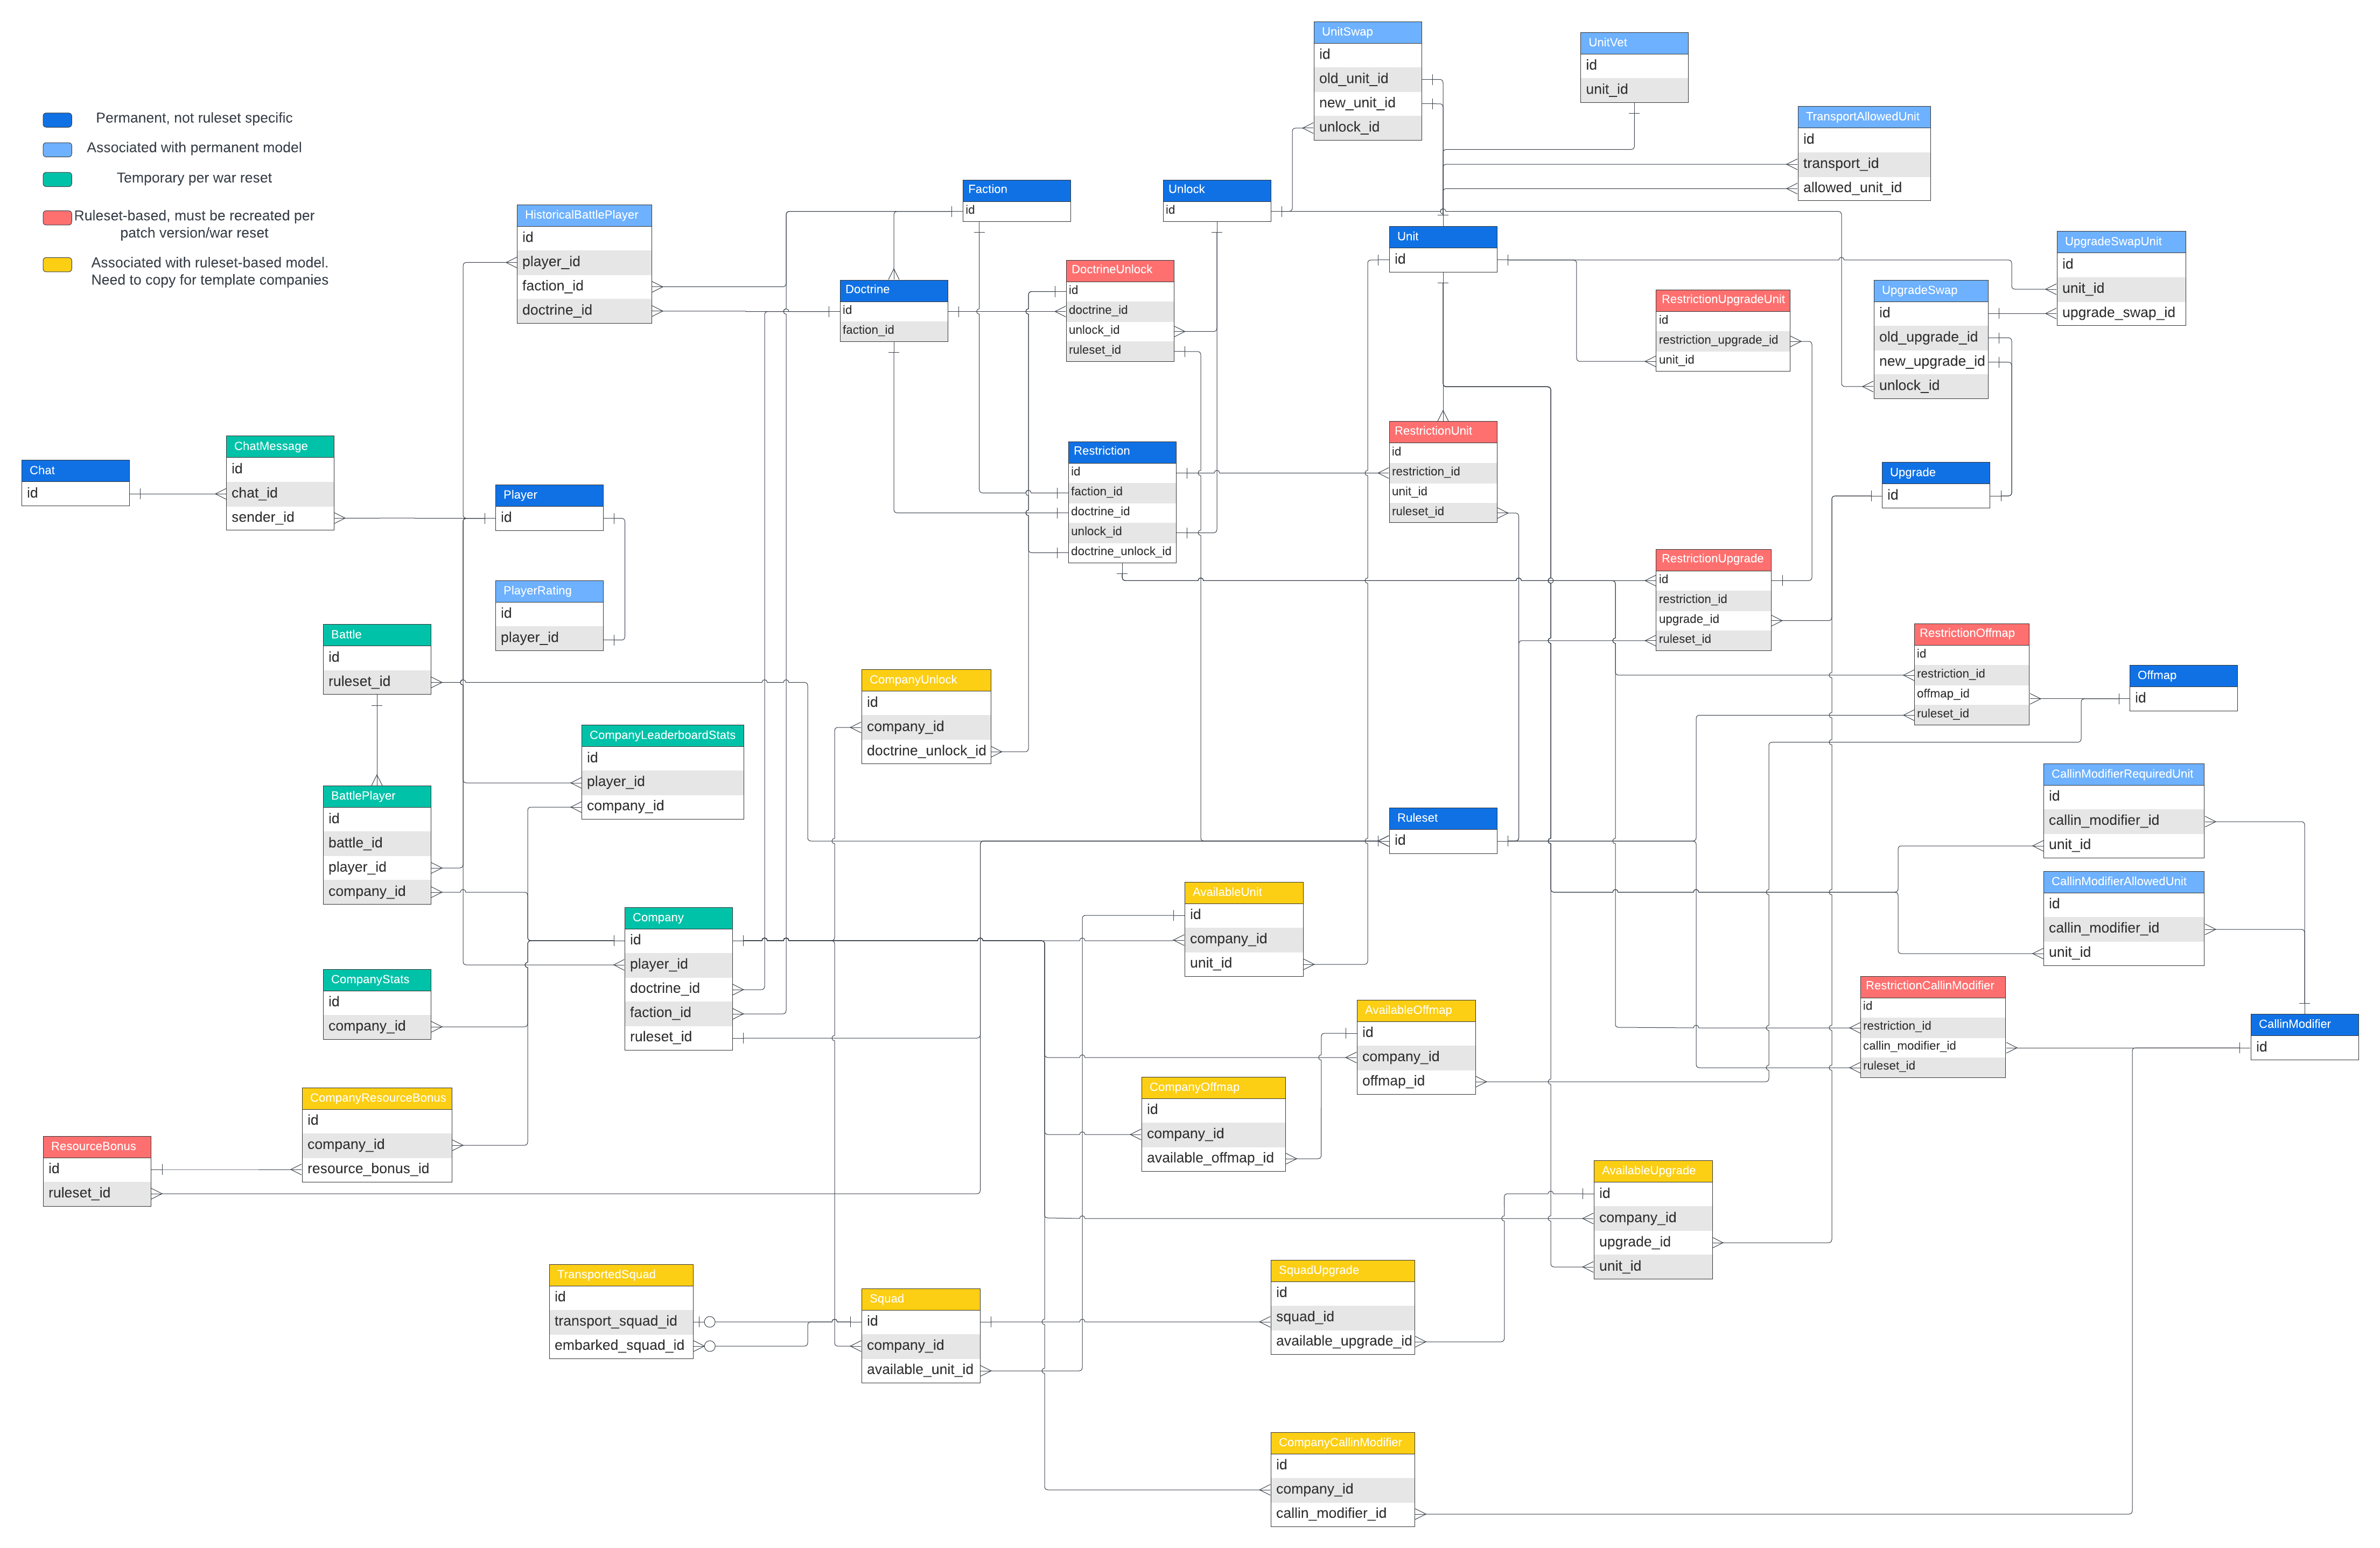 Permanent, not ruleset specific
Associated with permanent model
Temporary per war reset
Ruleset-based, must be recreated per
patch version/war reset
Associated with ruleset-based model.
Need to copy for template companies
UnitSwap
id
old_unit_id
new_unit_id
unlock_id
UnitVet
id
unit_id
TransportAllowedUnit
id
transport_id
allowed_unit_id
HistoricalBattlePlayer
id
player_id
faction_id
doctrine_id
Faction
id
Unlock
id
Unit
id
UpgradeSwapUnit
id
unit_id
upgrade_swap_id
Doctrine
id
faction_id
DoctrineUnlock
id
doctrine_id
unlock_id
ruleset_id
RestrictionUpgradeUnit
id
restriction_upgrade_id
unit_id
UpgradeSwap
id
old_upgrade_id
new_upgrade_id
unlock_id
Chat
id
ChatMessage
id
chat_id
sender_id
Player
id
Restriction
id
faction_id
doctrine_id
unlock_id
doctrine_unlock_id
RestrictionUnit
id
restriction_id
unit_id
ruleset_id
Upgrade
id
PlayerRating
id
player_id
RestrictionUpgrade
id
restriction_id
upgrade_id
ruleset_id
Battle
id
ruleset_id
CompanyUnlock
id
company_id
doctrine_unlock_id
RestrictionOffmap
id
restriction_id
offmap_id
ruleset_id
Offmap
id
CompanyLeaderboardStats
id
player_id
company_id
BattlePlayer
id
battle_id
player_id
company_id
Ruleset
id
CallinModifierRequiredUnit
id
callin_modifier_id
unit_id
CallinModifierAllowedUnit
id
callin_modifier_id
unit_id
Company
id
player_id
doctrine_id
faction_id
ruleset_id
AvailableUnit
id
company_id
unit_id
CompanyStats
id
company_id
AvailableOffmap
id
company_id
offmap_id
RestrictionCallinModifier
id
restriction_id
callin_modifier_id
ruleset_id
CallinModifier
id
CompanyResourceBonus
id
company_id
resource_bonus_id
ResourceBonus
id
ruleset_id
CompanyOffmap
id
company_id
available_offmap_id
AvailableUpgrade
id
company_id
upgrade_id
unit_id
TransportedSquad
id
transport_squad_id
embarked_squad_id
Squad
id
company_id
available_unit_id
SquadUpgrade
id
squad_id
available_upgrade_id
CompanyCallinModifier
id
company_id
callin_modifier_id